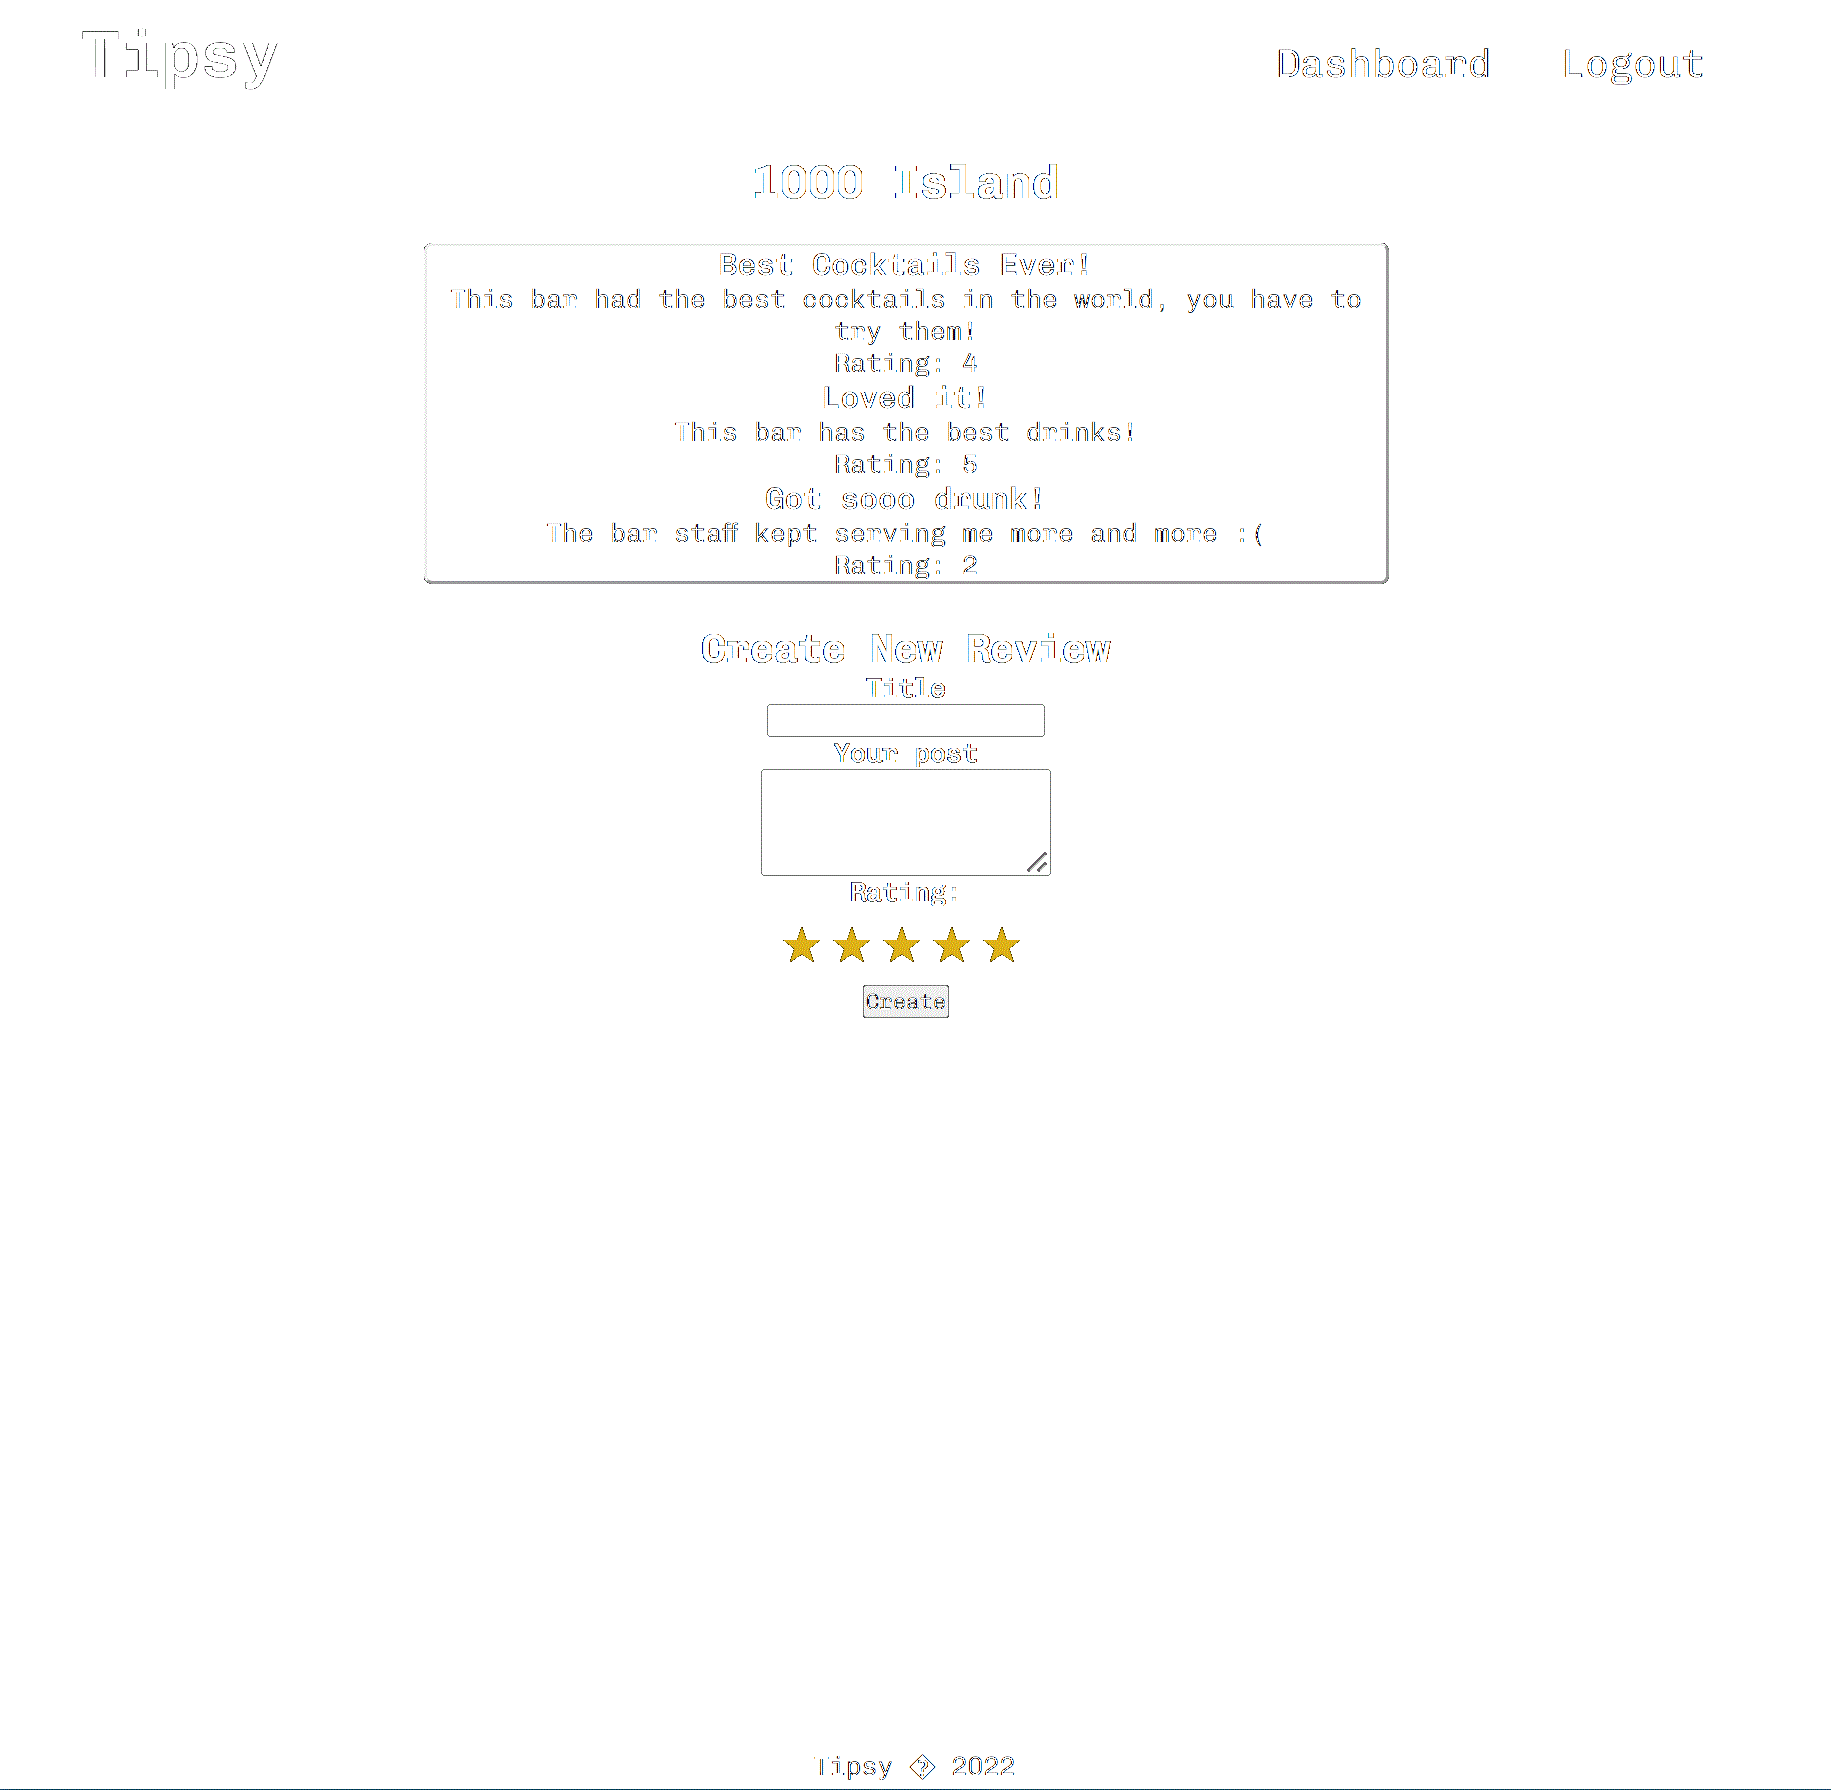 Tipsy
Dashboard Logout
1000 Island
Best Cocktails Ever!
This bar had the best cocktails in the world, you have to
try them!
Rating: 4
Loved it!
This bar has the best drinks!
Rating: 5
Got sooo drunk!
The bar staff kept serving me more and more :(
Rating: 2
Create New Review
Title
Your post
Rating:
Create
Tipsy � 2022